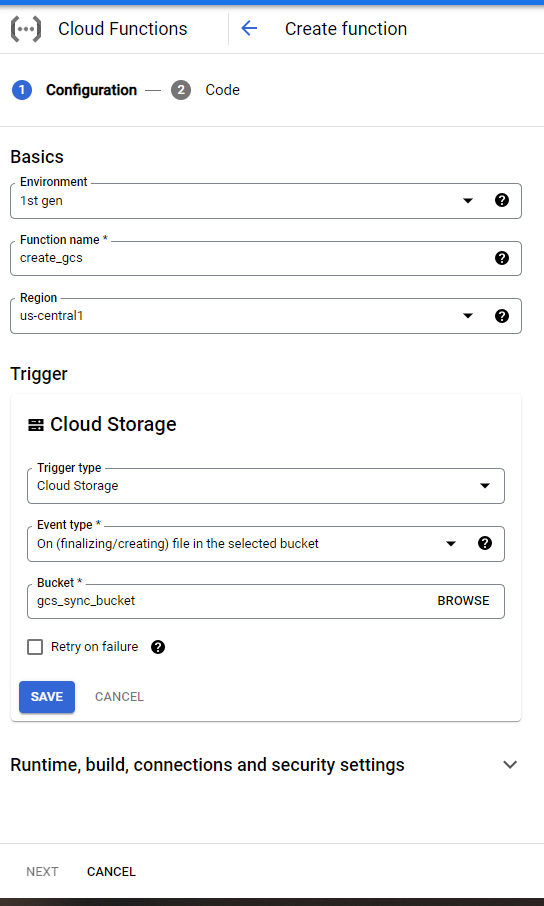 Cloud Functions
Create function
1 Configuration — 2 Code
Basics
Environment
1st gen
Function name *
create_gcs
Region
us-central1
Trigger
Cloud Storage
Trigger type
Cloud Storage
Event type *
On (finalizing/creating) file in the selected bucket
Bucket *
gcs_sync_bucket BROWSE
Retry on failure
SAVE CANCEL
Runtime, build, connections and security settings
NEXT CANCEL